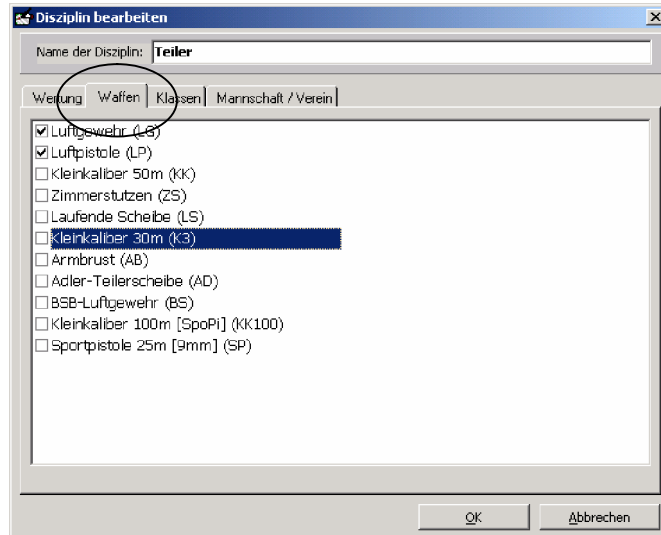 Disziplin bearbeiten
Name der Disziplin: Teiler
Wertung Waffen Klassen Mannschaft / Verein
Luftgewehr (LG)
Luftpistole (LP)
Kleinkaliber 50m (KK)
Zimmerstutzen (ZS)
Laufende Scheibe (LS)
Kleinkaliber 30m (K3)
Armbrust (AB)
Adler-Teilerscheibe (AD)
BSB-Luftgewehr (BS)
Kleinkaliber 100m [SpoPi] (KK100)
Sportpistole 25m [9mm] (SP)
OK Abbrechen